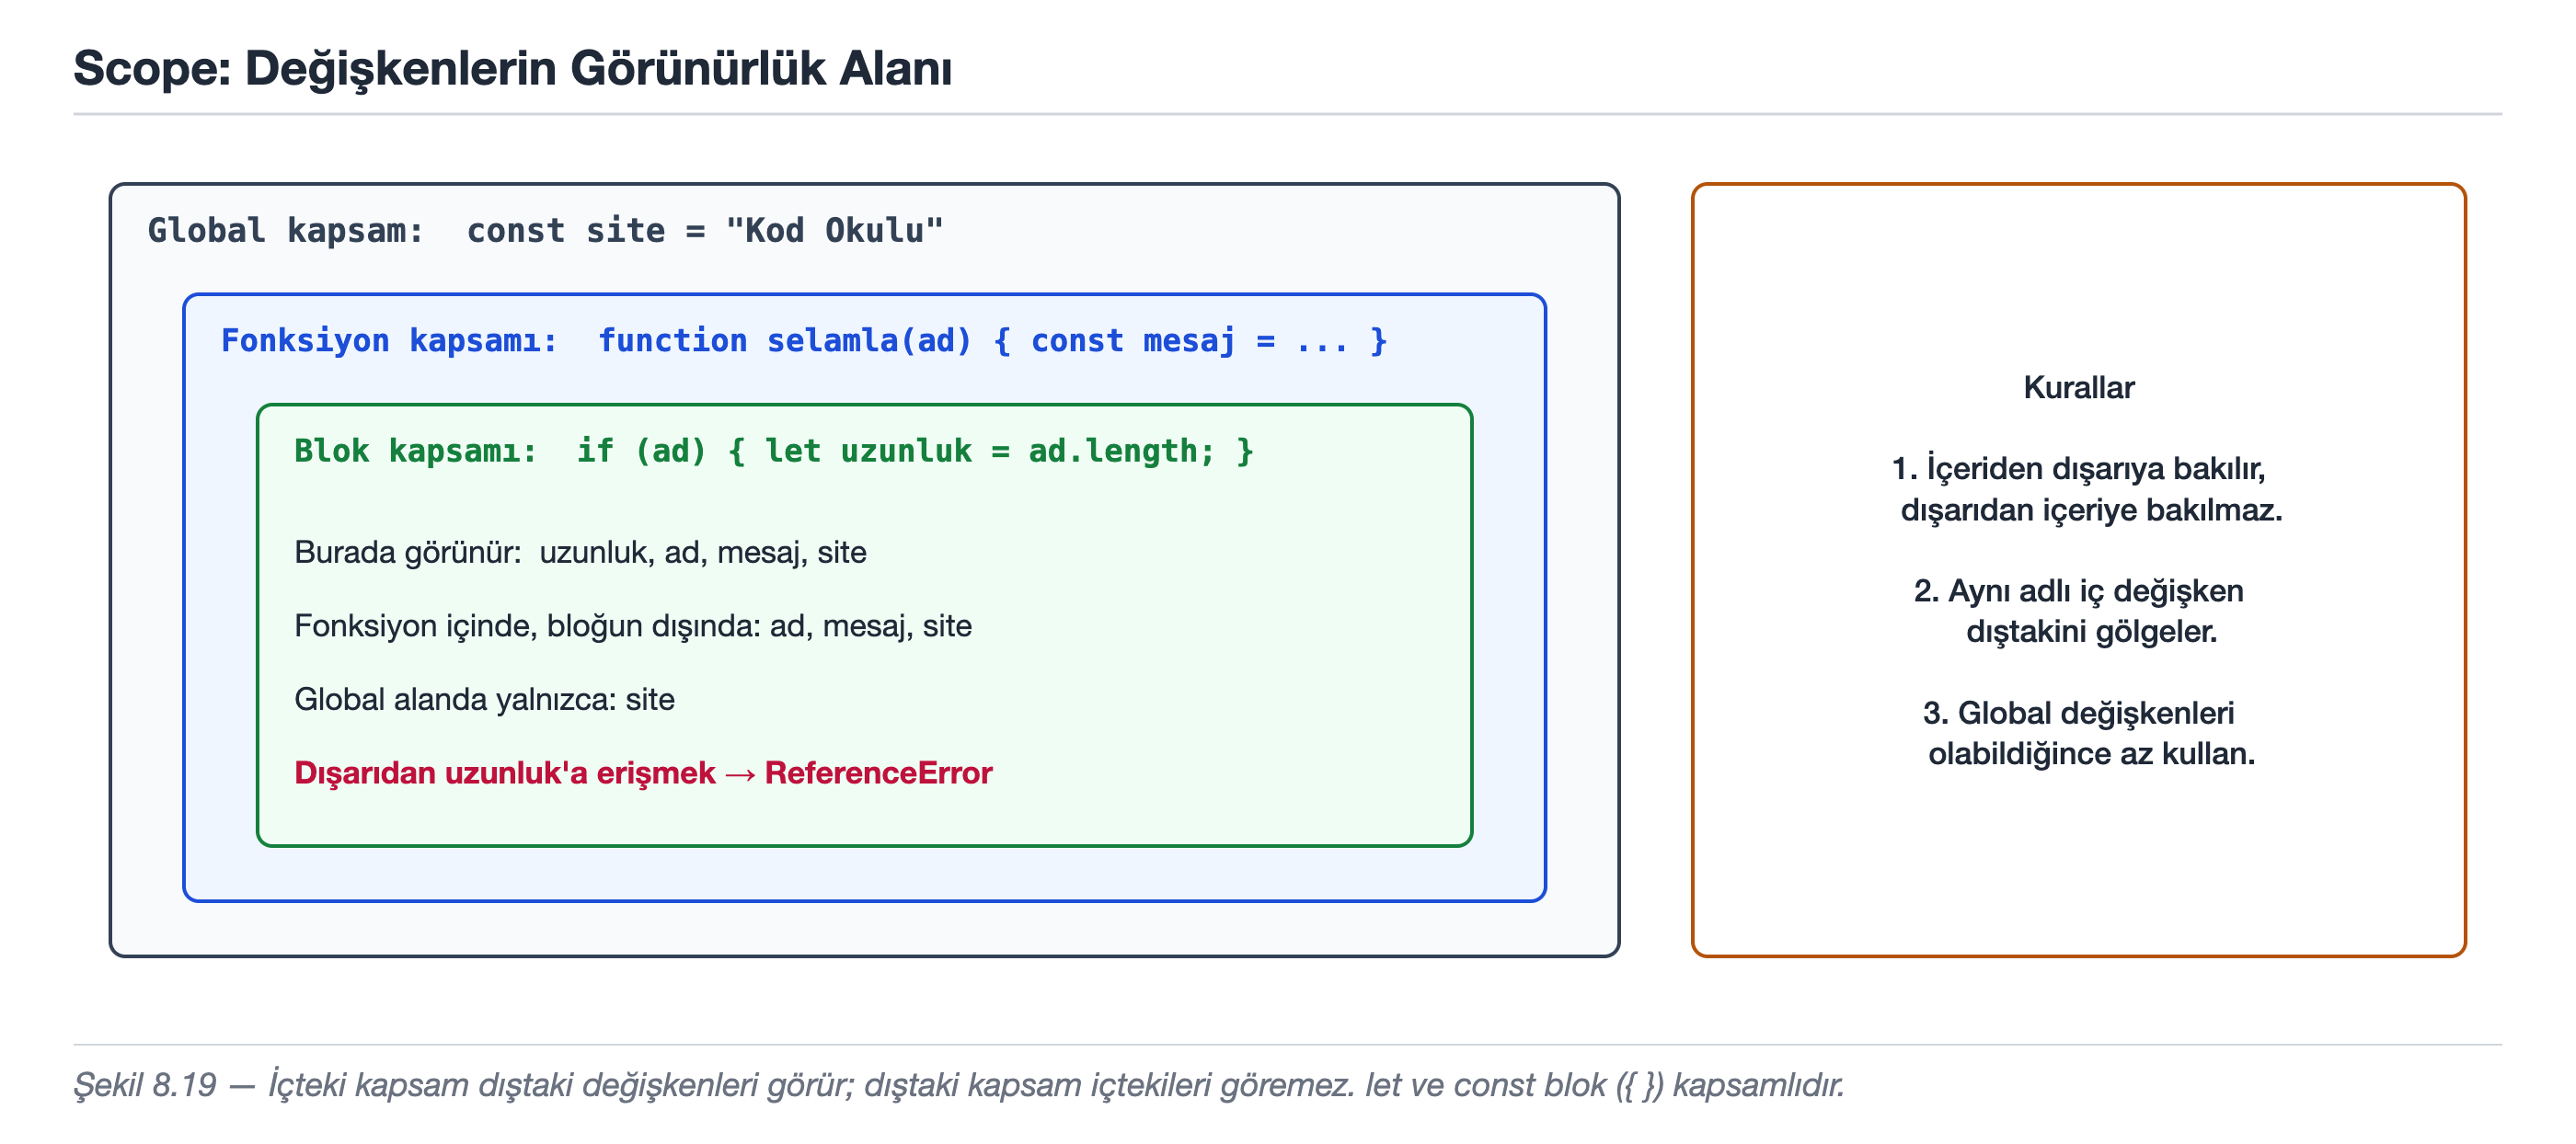 Scope: Değişkenlerin Görünürlük Alanı
Global kapsam:  const site = "Kod Okulu"
Fonksiyon kapsamı:  function selamla(ad) { const mesaj = ... }
Blok kapsamı:  if (ad) { let uzunluk = ad.length; }
Burada görünür:  uzunluk, ad, mesaj, site
Fonksiyon içinde, bloğun dışında: ad, mesaj, site
Global alanda yalnızca: site
Dışarıdan uzunluk'a erişmek → ReferenceError
Kurallar
1. İçeriden dışarıya bakılır,
dışarıdan içeriye bakılmaz.
2. Aynı adlı iç değişken
dıştakini gölgeler.
3. Global değişkenleri
olabildiğince az kullan.
Şekil 8.19 — İçteki kapsam dıştaki değişkenleri görür; dıştaki kapsam içtekileri göremez. let ve const blok ({ }) kapsamlıdır.